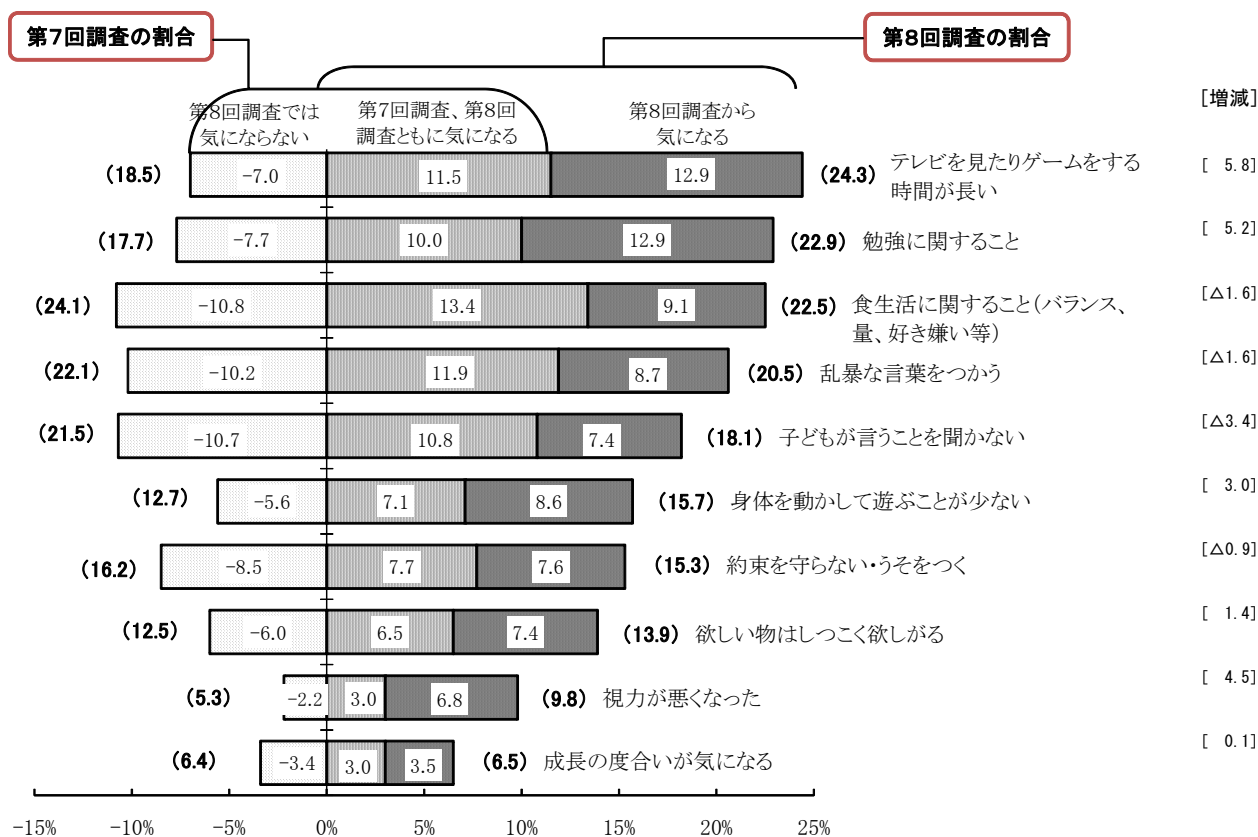 第7回調査の割合
第8回調査の割合
[増減]
第8回調査では
気にならない
第7回調査、第8回
調査ともに気になる
第8回調査から
気になる
(18.5) -7.0 11.5 12.9 (24.3) テレビを見たりゲームをする
時間が長い
[ 5.8]
(17.7) -7.7 10.0 12.9 (22.9) 勉強に関すること [ 5.2]
(24.1) -10.8 13.4 9.1 (22.5) 食生活に関すること(バランス、
量、好き嫌い等)
[△1.6]
(22.1) -10.2 11.9 8.7 (20.5) 乱暴な言葉をつかう [△1.6]
(21.5) -10.7 10.8 7.4 (18.1) 子どもが言うことを聞かない [△3.4]
(12.7) -5.6 7.1 8.6 (15.7) 身体を動かして遊ぶことが少ない [ 3.0]
(16.2) -8.5 7.7 7.6 (15.3) 約束を守らない・うそをつく [△0.9]
(12.5) -6.0 6.5 7.4 (13.9) 欲しい物はしつこく欲しがる [ 1.4]
(5.3) -2.2 3.0 6.8 (9.8) 視力が悪くなった [ 4.5]
(6.4) -3.4 3.0 3.5 (6.5) 成長の度合いが気になる [ 0.1]
-15% -10% -5% 0% 5% 10% 15% 20% 25%